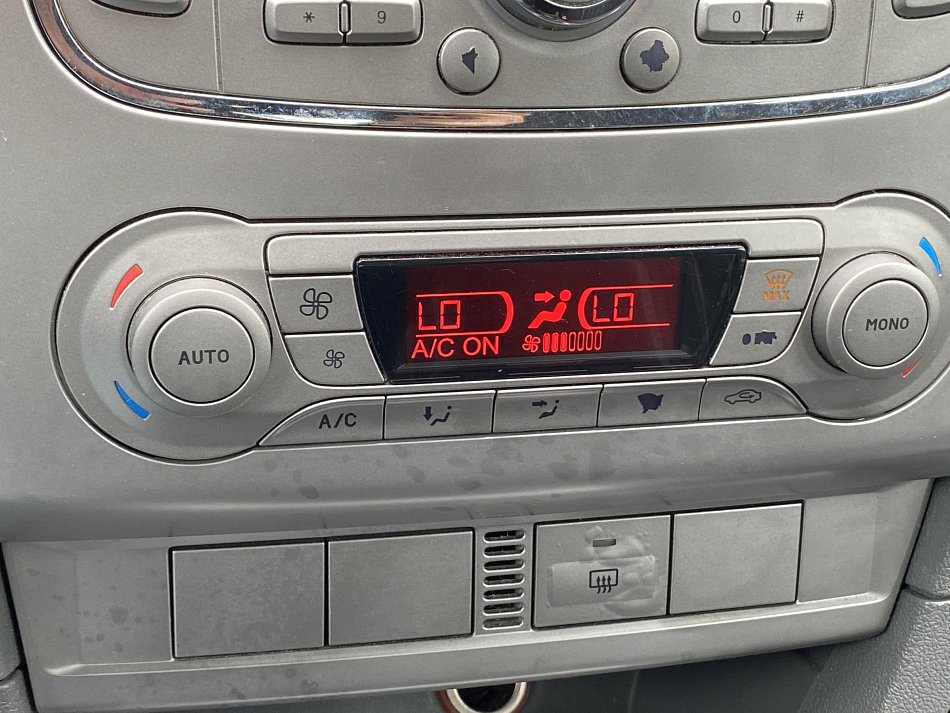 * 9 0 #
LO LO
A/C ON
MAX
AUTO
MONO
A/C